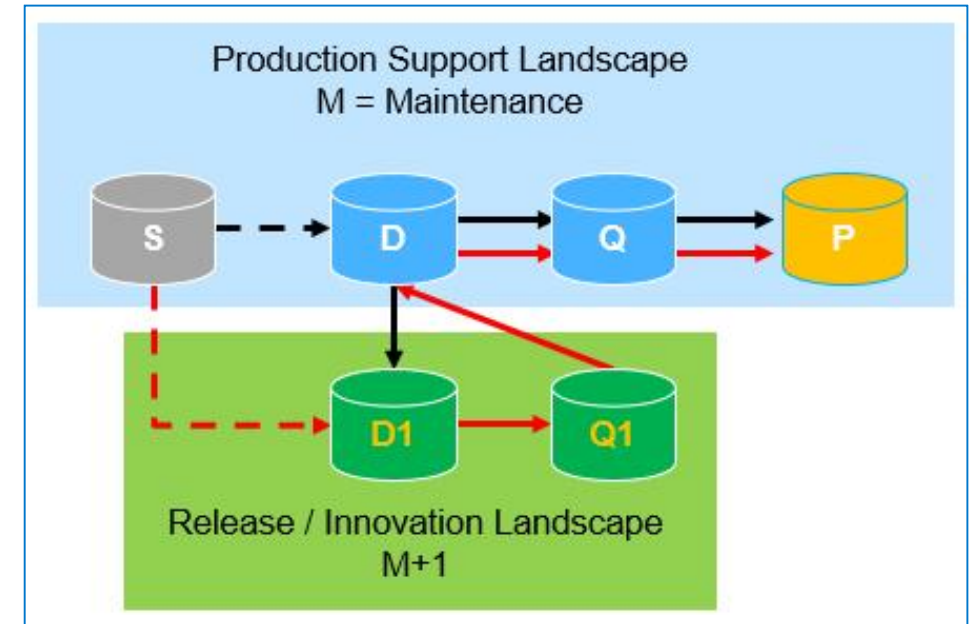 Production Support Landscape
M = Maintenance
S
D
Q
P
D1
Q1
Release / Innovation Landscape
M+1